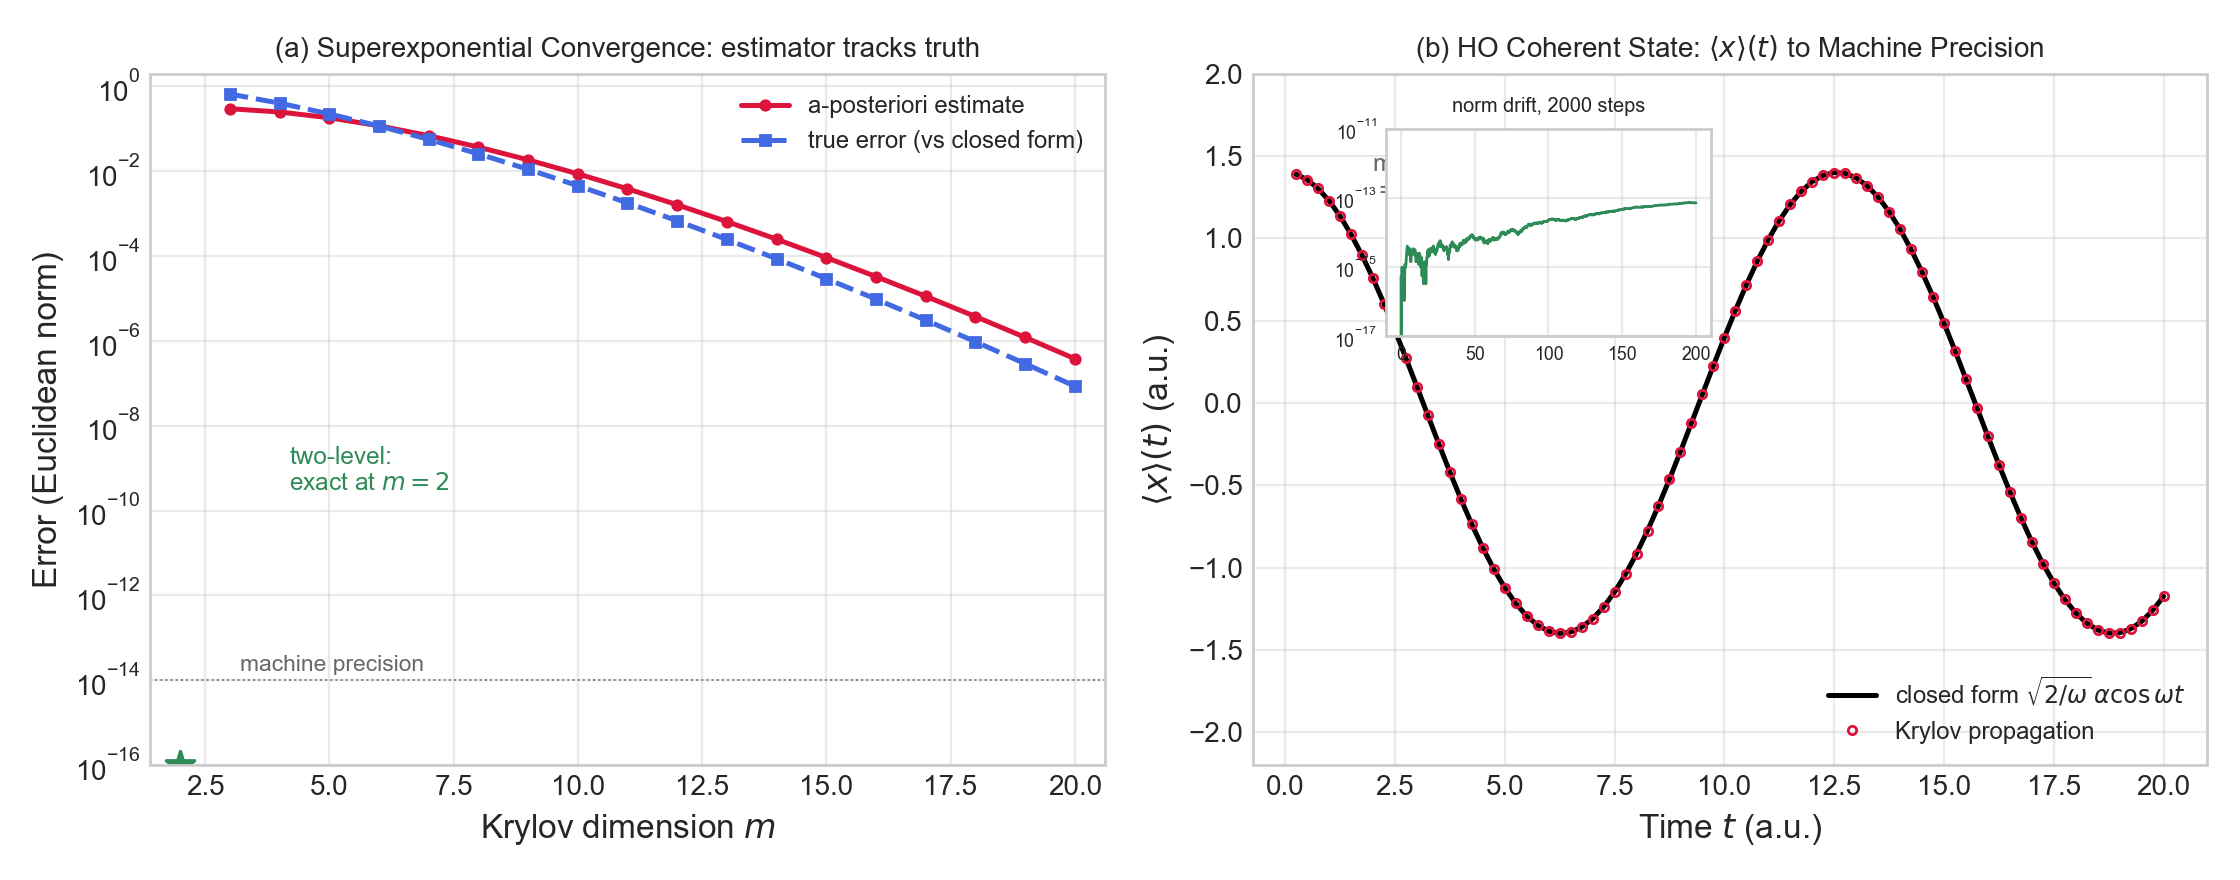 (a) Superexponential Convergence: estimator tracks truth
10⁰
10⁻²
10⁻⁴
10⁻⁶
10⁻⁸
10⁻¹⁰
10⁻¹²
10⁻¹⁴
10⁻¹⁶
Error (Euclidean norm)
a-posteriori estimate
true error (vs closed form)
two-level:
exact at m = 2
machine precision
2.5 5.0 7.5 10.0 12.5 15.0 17.5 20.0
Krylov dimension m
(b) HO Coherent State: ⟨x⟩(t) to Machine Precision
2.0
1.5
1.0
0.5
0.0
−0.5
−1.0
−1.5
−2.0
⟨x⟩(t) (a.u.)
norm drift, 2000 steps
10⁻¹¹
10⁻¹³
10⁻¹⁵
10⁻¹⁷
0 50 100 150 200
closed form √2/ω α cos ωt
Krylov propagation
0.0 2.5 5.0 7.5 10.0 12.5 15.0 17.5 20.0
Time t (a.u.)